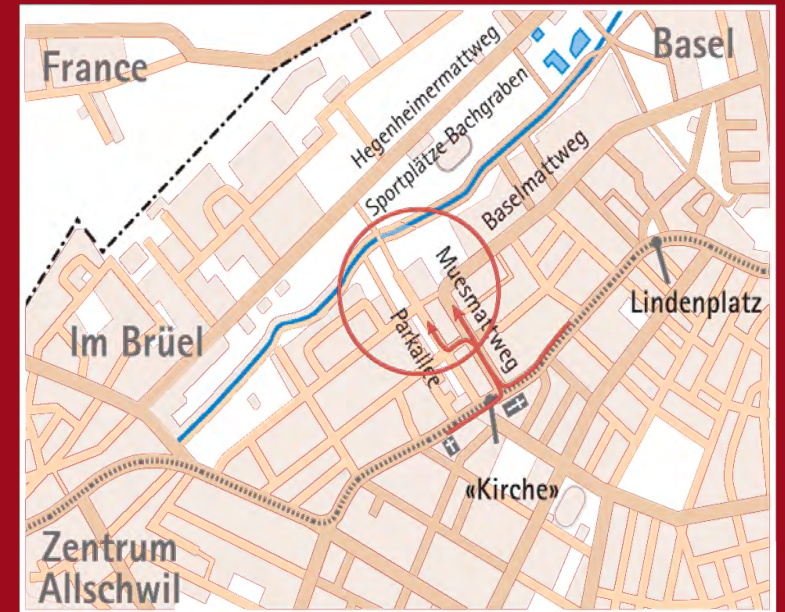 France
Basel
Hegenheimermattweg
Sportplätze Bachgraben
Baselmattweg
Muesmattweg
Lindenplatz
Im Brüel
Parkallee
«Kirche»
Zentrum
Allschwil